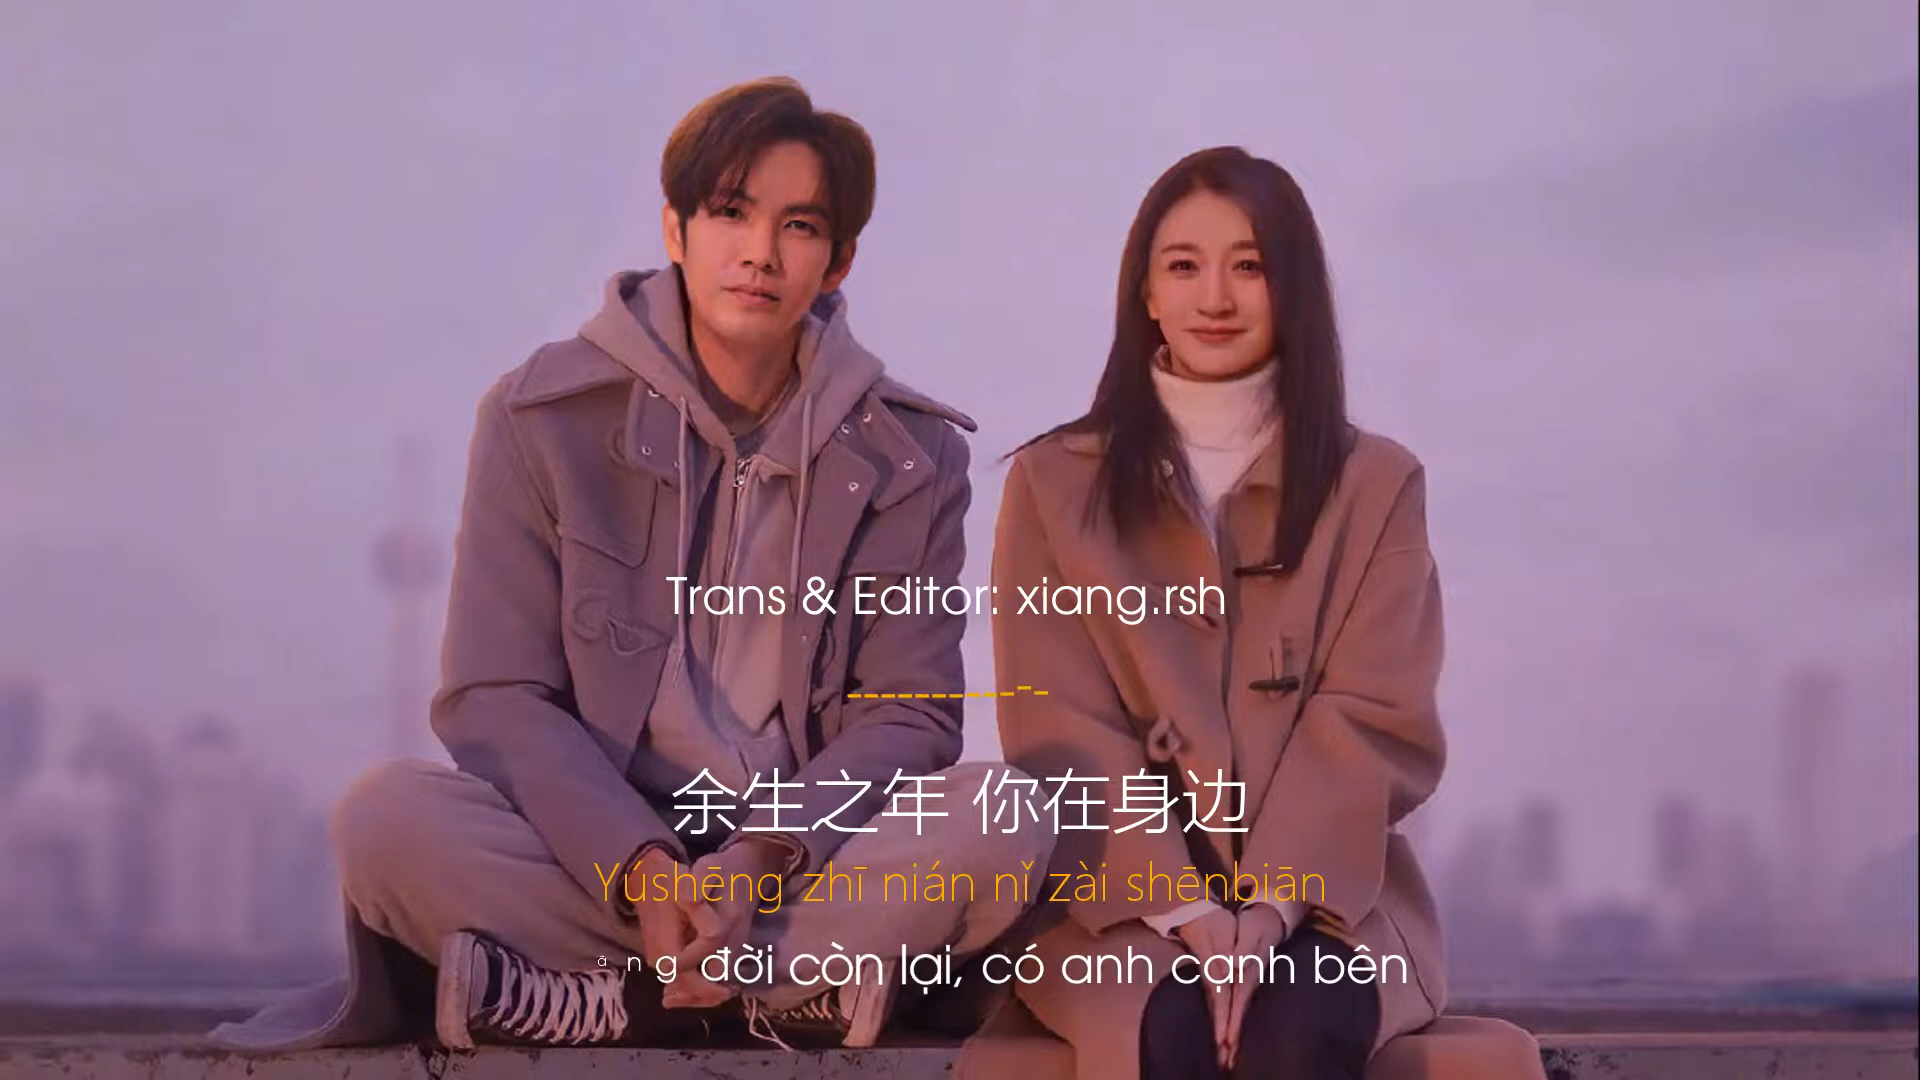 Trans & Editor: xiang.rsh
余生之年 你在身边
Yúshēng zhī nián nǐ zài shēnbiān
ăng đời còn lại, có anh cạnh bên